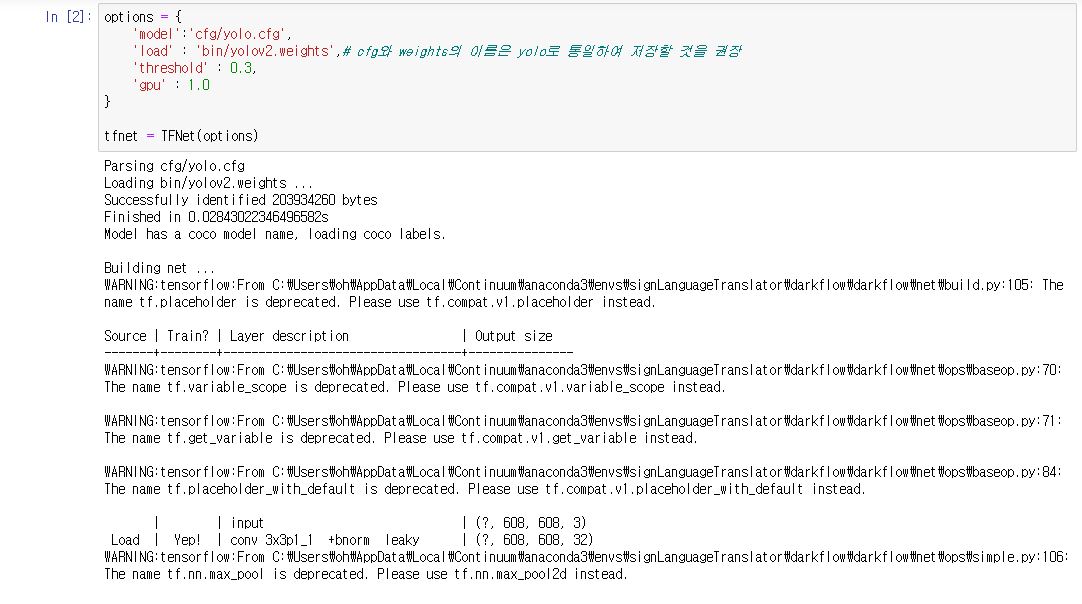 In [2]: options = {
'model':'cfg/yolo.cfg',
'load' : 'bin/yolov2.weights',# cfg와 weights의 이름은 yolo로 통일하여 저장할 것을 권장
'threshold' : 0.3,
'gpu' : 1.0
}
tfnet = TFNet(options)
Parsing cfg/yolo.cfg
Loading bin/yolov2.weights ...
Successfully identified 203934260 bytes
Finished in 0.02843022346496582s
Model has a coco model name, loading coco labels.
Building net ...
WARNING:tensorflow:From C:₩Users₩oh₩AppData₩Local₩Continuum₩anaconda3₩envs₩signLanguageTranslator₩darkflow₩darkflow₩net₩build.py:105: The
name tf.placeholder is deprecated. Please use tf.compat.v1.placeholder instead.
Source | Train? | Layer description | Output size
-------+--------+----------------------------------+---------------
WARNING:tensorflow:From C:₩Users₩oh₩AppData₩Local₩Continuum₩anaconda3₩envs₩signLanguageTranslator₩darkflow₩darkflow₩net₩ops₩baseop.py:70:
The name tf.variable_scope is deprecated. Please use tf.compat.v1.variable_scope instead.
WARNING:tensorflow:From C:₩Users₩oh₩AppData₩Local₩Continuum₩anaconda3₩envs₩signLanguageTranslator₩darkflow₩darkflow₩net₩ops₩baseop.py:71:
The name tf.get_variable is deprecated. Please use tf.compat.v1.get_variable instead.
WARNING:tensorflow:From C:₩Users₩oh₩AppData₩Local₩Continuum₩anaconda3₩envs₩signLanguageTranslator₩darkflow₩darkflow₩net₩ops₩baseop.py:84:
The name tf.placeholder_with_default is deprecated. Please use tf.compat.v1.placeholder_with_default instead.
| | input | (?, 608, 608, 3)
Load | Yep! | conv 3x3p1_1 +bnorm leaky | (?, 608, 608, 32)
WARNING:tensorflow:From C:₩Users₩oh₩AppData₩Local₩Continuum₩anaconda3₩envs₩signLanguageTranslator₩darkflow₩darkflow₩net₩ops₩simple.py:106:
The name tf.nn.max_pool is deprecated. Please use tf.nn.max_pool2d instead.